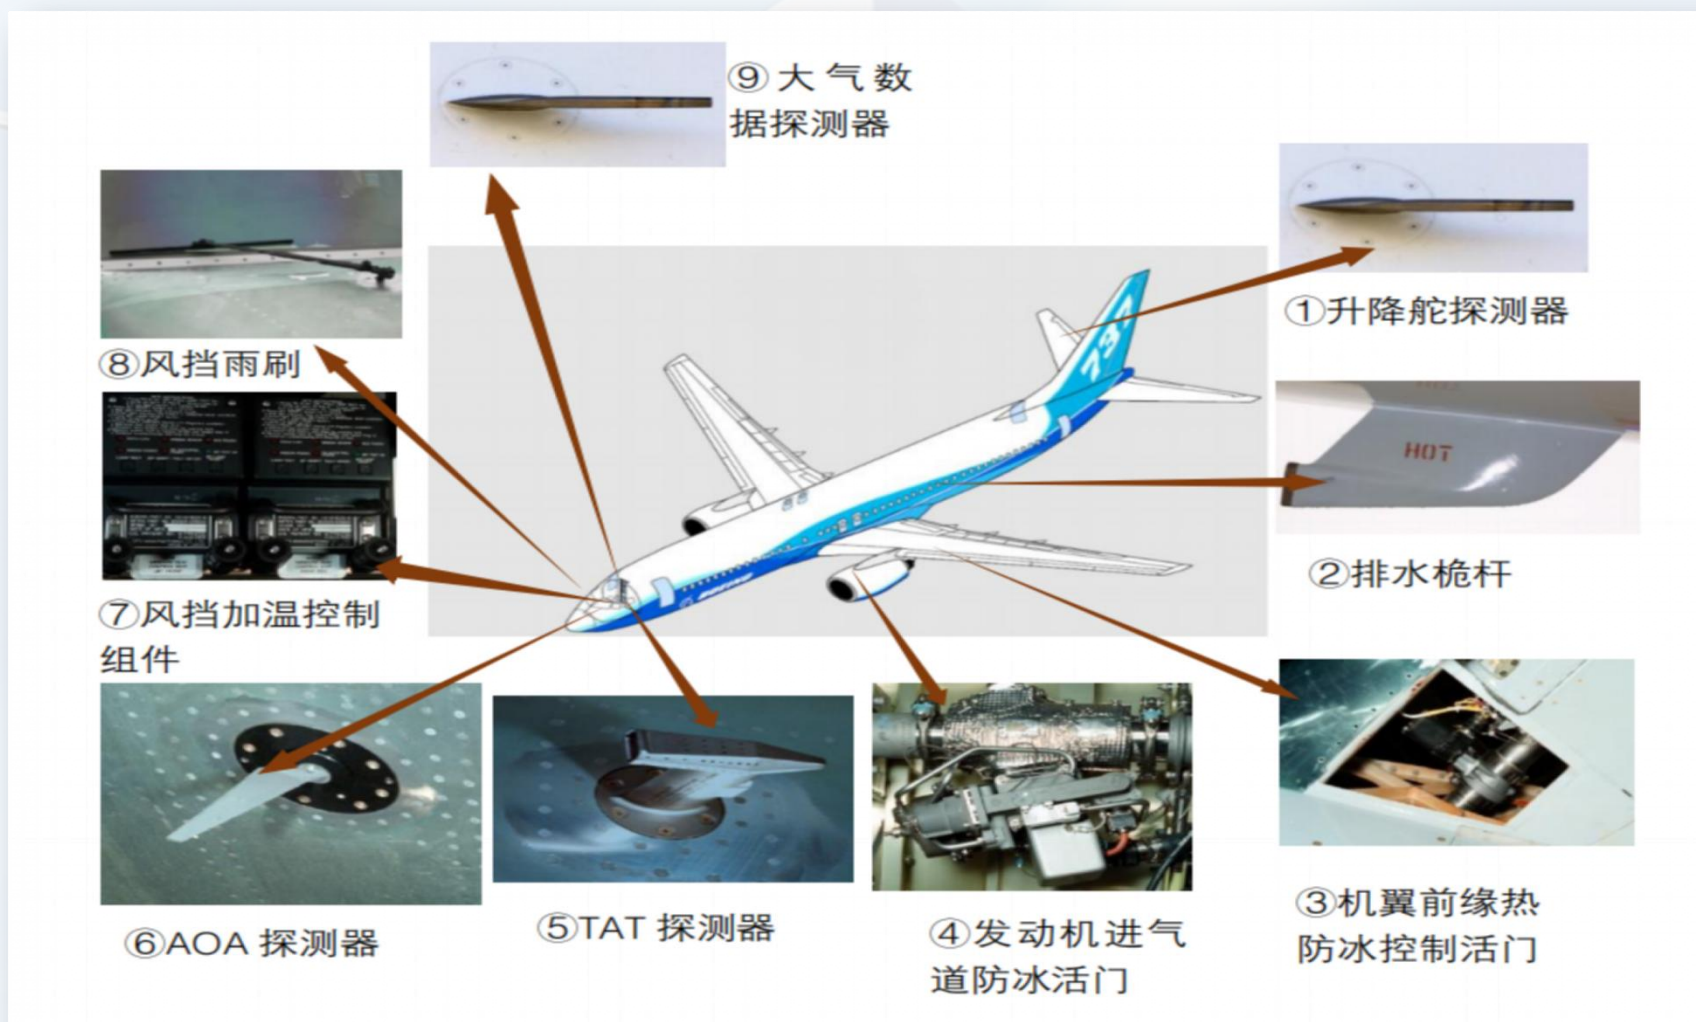 ⑨大气数
据探测器
①升降舵探测器
⑧风挡雨刷
737
HOT
②排水桅杆
⑦风挡加温控制
组件
BOEING
⑥AOA 探测器
⑤TAT 探测器
④发动机进气
道防冰活门
③机翼前缘热
防冰控制活门